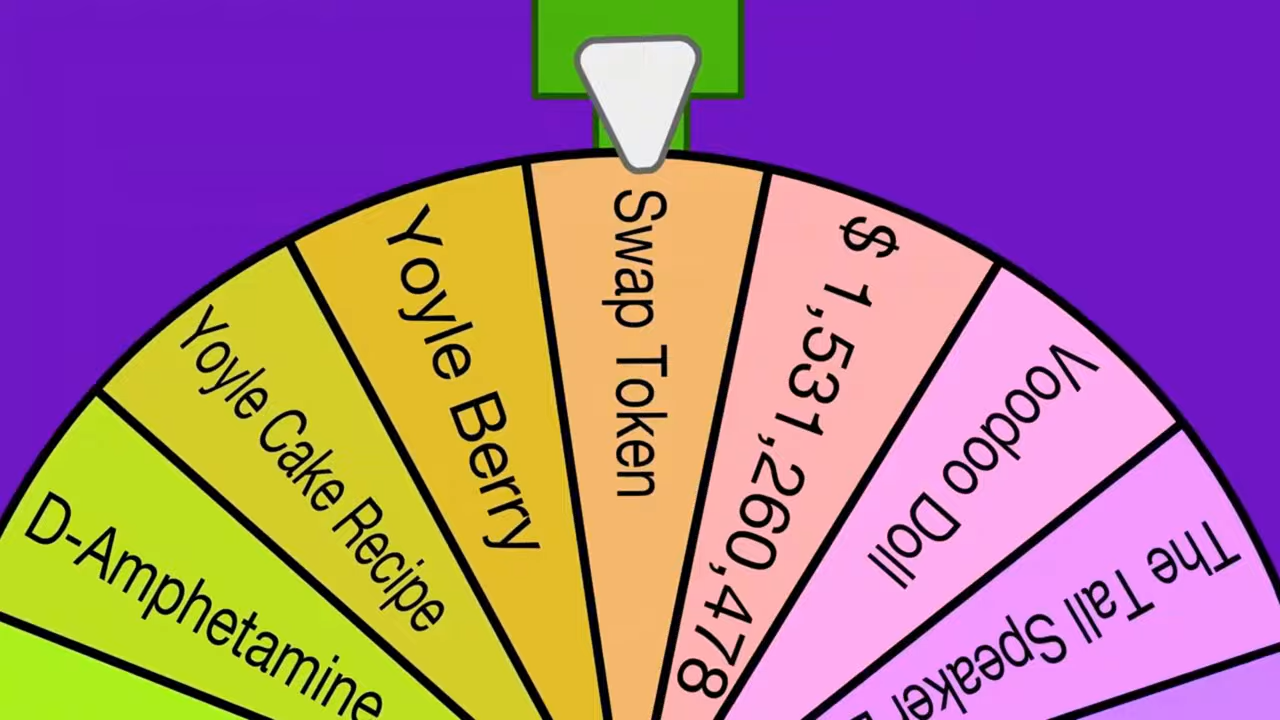 D-Amphetamine
Yoyle Cake Recipe
Yoyle Berry
Swap Token
$ 1,531,260,478
Voodoo Doll
The Tall Speaker